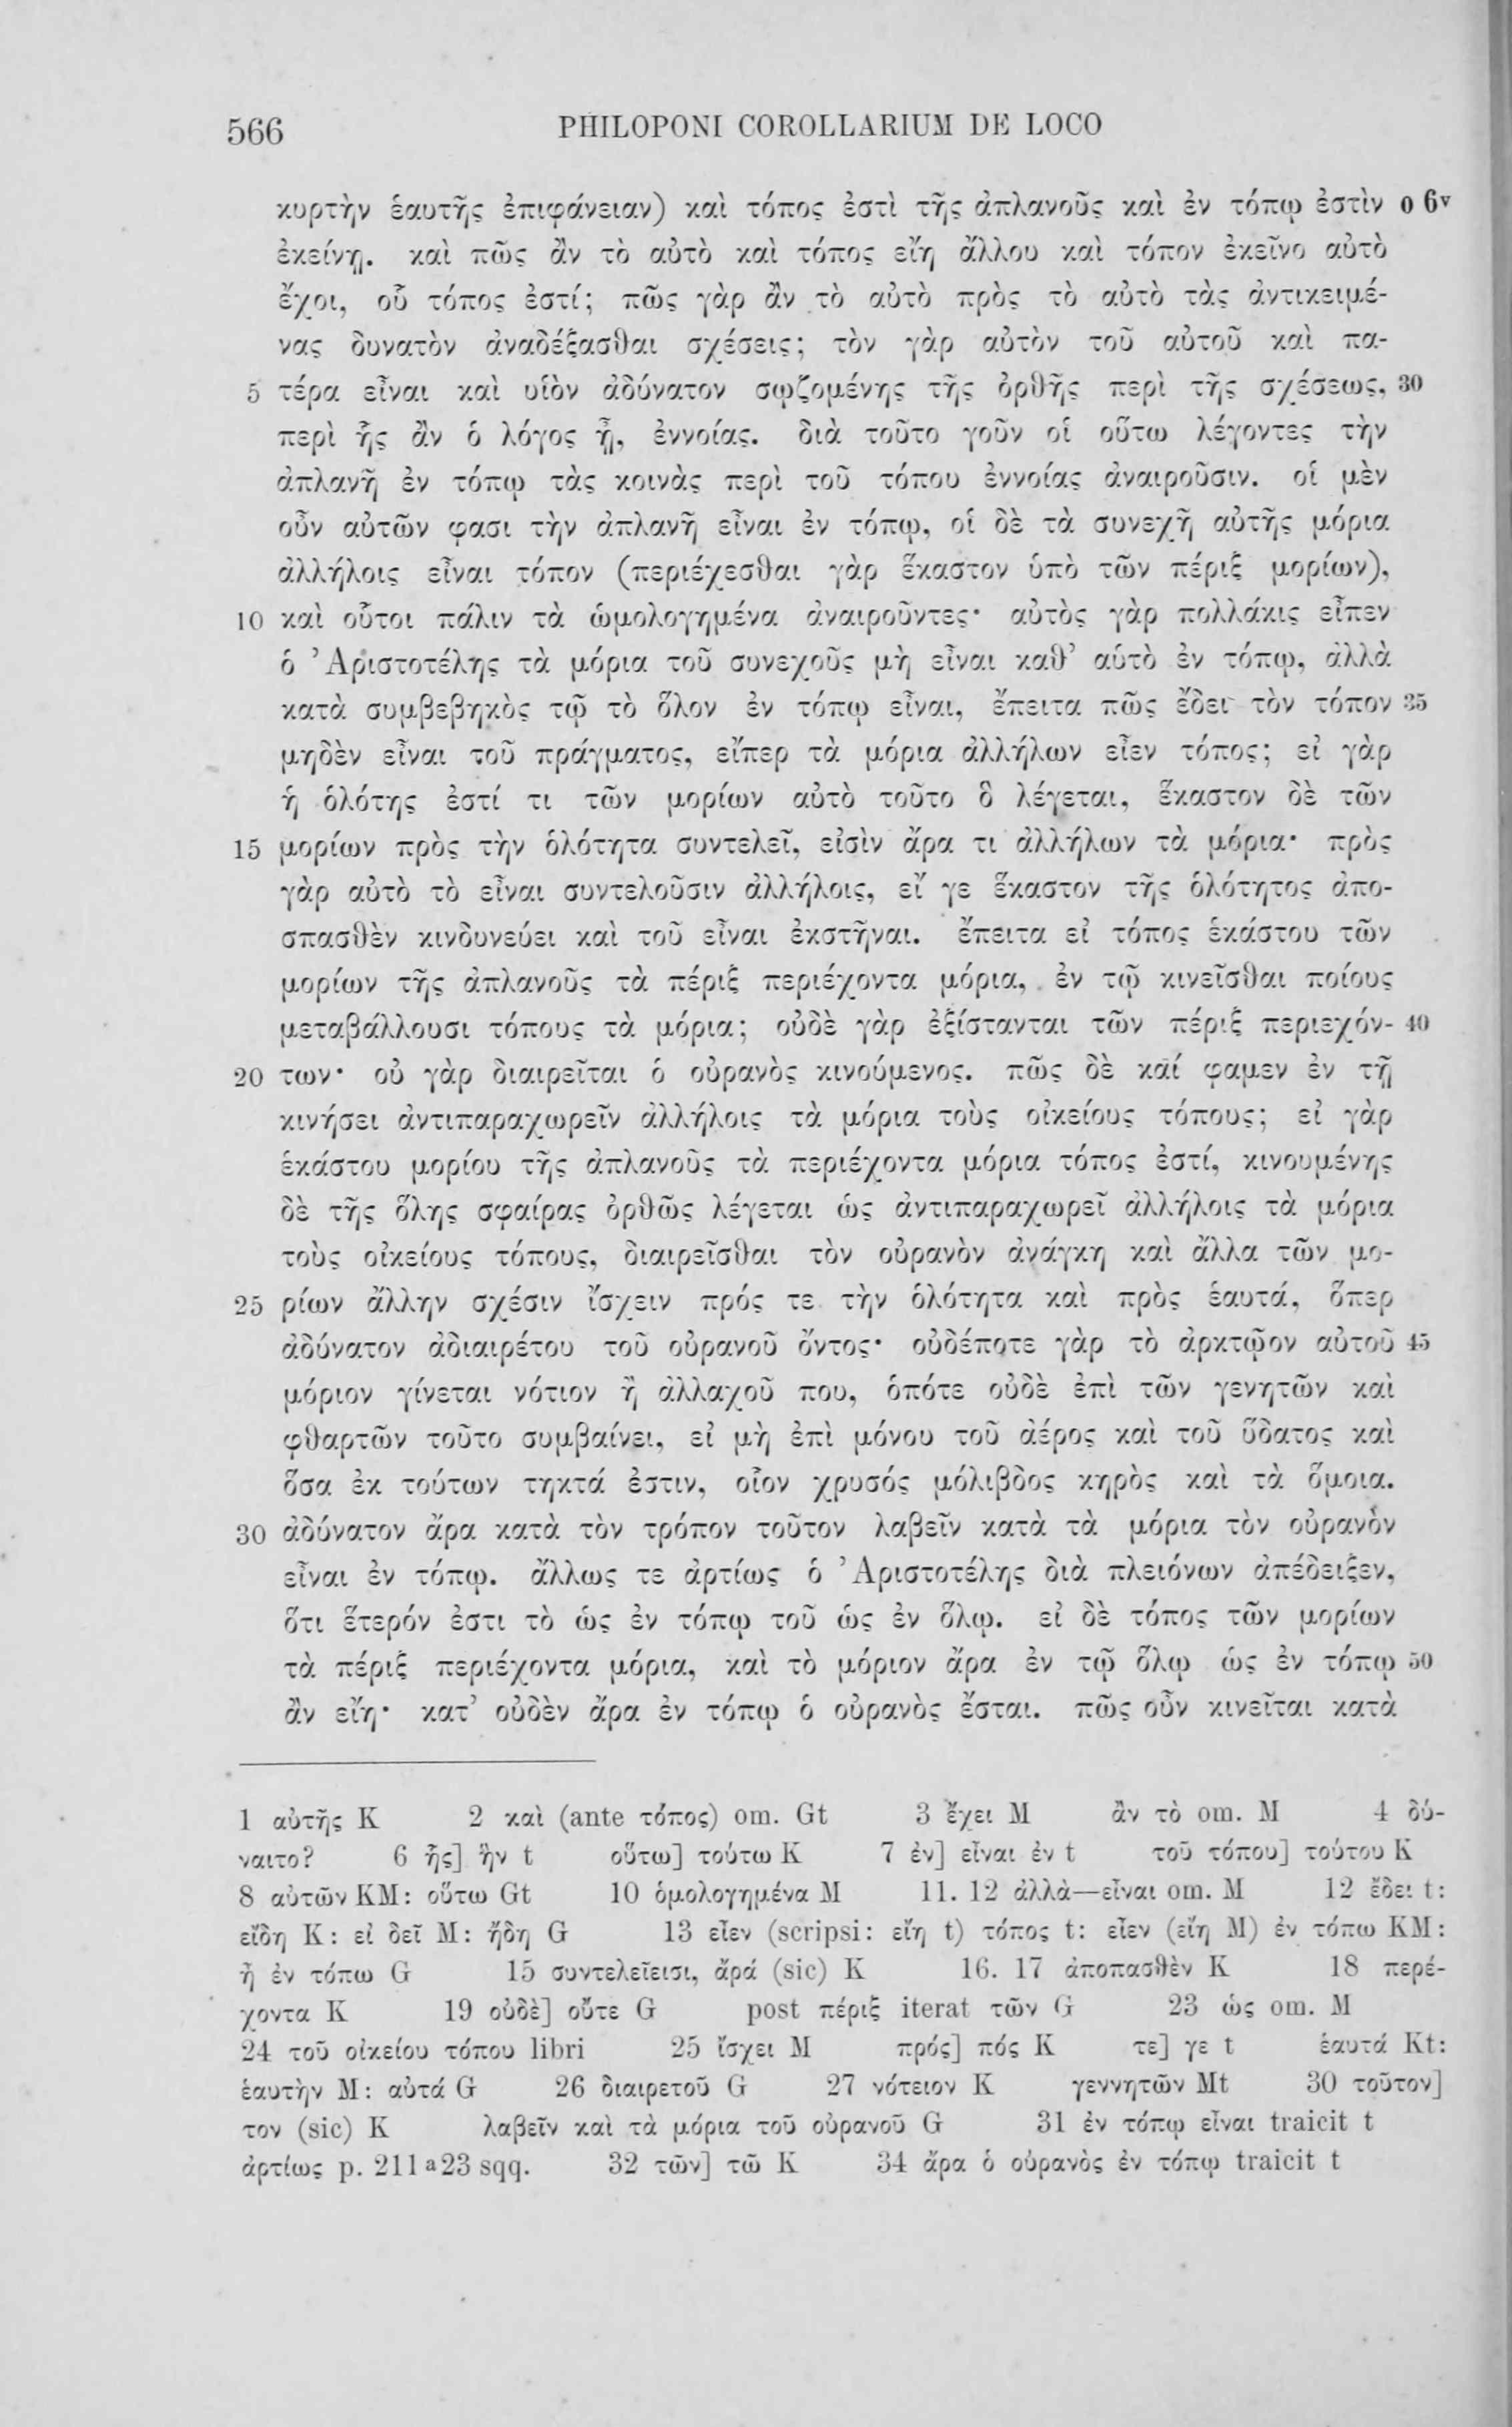 566 PHILOPONI COROLLARIUM DE LOCO
κυρτὴν ἑαυτῆς ἐπιφάνειαν) καὶ τόπος ἐστὶ τῆς ἀπλανοῦς καὶ ἐν τόπῳ ἐστὶν o 6v
ἐκείνῃ. καὶ πῶς ἂν τὸ αὐτὸ καὶ τόπος εἴη ἄλλου καὶ τόπον ἐκεῖνο αὐτὸ
ἔχοι, οὗ τόπος ἐστί; πῶς γὰρ ἂν τὸ αὐτὸ πρὸς τὸ αὐτὸ τὰς ἀντικειμέ-
νας δυνατὸν ἀναδέξασθαι σχέσεις; τὸν γὰρ αὐτὸν τοῦ αὐτοῦ καὶ πα-
5 τέρα εἶναι καὶ υἱὸν ἀδύνατον σῳζομένης τῆς ὀρθῆς περὶ τῆς σχέσεως, 30
περὶ ἧς ἂν ὁ λόγος ᾖ, ἐννοίας. διὰ τοῦτο γοῦν οἱ οὕτω λέγοντες τὴν
ἀπλανῆ ἐν τόπῳ τὰς κοινὰς περὶ τοῦ τόπου ἐννοίας ἀναιροῦσιν. οἱ μὲν
οὖν αὐτῶν φασι τὴν ἀπλανῆ εἶναι ἐν τόπῳ, οἱ δὲ τὰ συνεχῆ αὐτῆς μόρια
ἀλλήλοις εἶναι τόπον (περιέχεσθαι γὰρ ἕκαστον ὑπὸ τῶν πέριξ μορίων),
10 καὶ οὗτοι πάλιν τὰ ὡμολογημένα ἀναιροῦντες· αὐτὸς γὰρ πολλάκις εἶπεν
ὁ Ἀριστοτέλης τὰ μόρια τοῦ συνεχοῦς μὴ εἶναι καθ’ αὑτὸ ἐν τόπῳ, ἀλλὰ
κατὰ συμβεβηκὸς τῷ τὸ ὅλον ἐν τόπῳ εἶναι, ἔπειτα πῶς ἔδει τὸν τόπον 35
μηδὲν εἶναι τοῦ πράγματος, εἴπερ τὰ μόρια ἀλλήλων εἶεν τόπος; εἰ γὰρ
ἡ ὁλότης ἐστί τι τῶν μορίων αὐτὸ τοῦτο ὃ λέγεται, ἕκαστον δὲ τῶν
15 μορίων πρὸς τὴν ὁλότητα συντελεῖ, εἰσὶν ἄρα τι ἀλλήλων τὰ μόρια· πρὸς
γὰρ αὐτὸ τὸ εἶναι συντελοῦσιν ἀλλήλοις, εἴ γε ἕκαστον τῆς ὁλότητος ἀπο-
σπασθὲν κινδυνεύει καὶ τοῦ εἶναι ἐκστῆναι. ἔπειτα εἰ τόπος ἑκάστου τῶν
μορίων τῆς ἀπλανοῦς τὰ πέριξ περιέχοντα μόρια, ἐν τῷ κινεῖσθαι ποίους
μεταβάλλουσι τόπους τὰ μόρια; οὐδὲ γὰρ ἐξίστανται τῶν πέριξ περιεχόν- 40
20 των· οὐ γὰρ διαιρεῖται ὁ οὐρανὸς κινούμενος. πῶς δὲ καί φαμεν ἐν τῇ
κινήσει ἀντιπαραχωρεῖν ἀλλήλοις τὰ μόρια τοὺς οἰκείους τόπους; εἰ γὰρ
ἑκάστου μορίου τῆς ἀπλανοῦς τὰ περιέχοντα μόρια τόπος ἐστί, κινουμένης
δὲ τῆς ὅλης σφαίρας ὀρθῶς λέγεται ὡς ἀντιπαραχωρεῖ ἀλλήλοις τὰ μόρια
τοὺς οἰκείους τόπους, διαιρεῖσθαι τὸν οὐρανὸν ἀνάγκη καὶ ἄλλα τῶν μο-
25 ρίων ἄλλην σχέσιν ἴσχειν πρός τε τὴν ὁλότητα καὶ πρὸς ἑαυτά, ὅπερ
ἀδύνατον ἀδιαιρέτου τοῦ οὐρανοῦ ὄντος· οὐδέποτε γὰρ τὸ ἀρκτῷον αὐτοῦ 45
μόριον γίνεται νότιον ἢ ἀλλαχοῦ που, ὁπότε οὐδὲ ἐπὶ τῶν γενητῶν καὶ
φθαρτῶν τοῦτο συμβαίνει, εἰ μὴ ἐπὶ μόνου τοῦ ἀέρος καὶ τοῦ ὕδατος καὶ
ὅσα ἐκ τούτων τηκτά ἐστιν, οἷον χρυσός μόλιβδος κηρὸς καὶ τὰ ὅμοια.
30 ἀδύνατον ἄρα κατὰ τὸν τρόπον τοῦτον λαβεῖν κατὰ τὰ μόρια τὸν οὐρανὸν
εἶναι ἐν τόπῳ. ἄλλως τε ἀρτίως ὁ Ἀριστοτέλης διὰ πλειόνων ἀπέδειξεν,
ὅτι ἕτερόν ἐστι τὸ ὡς ἐν τόπῳ τοῦ ὡς ἐν ὅλῳ. εἰ δὲ τόπος τῶν μορίων
τὰ πέριξ περιέχοντα μόρια, καὶ τὸ μόριον ἄρα ἐν τῷ ὅλῳ ὡς ἐν τόπῳ 50
ἂν εἴη· κατ’ οὐδὲν ἄρα ἐν τόπῳ ὁ οὐρανὸς ἔσται. πῶς οὖν κινεῖται κατὰ
1 αὐτῆς K 2 καὶ (ante τόπος) om. Gt 3 ἔχει M ἂν τὸ om. M 4 δύ-
ναιτο? 6 ἧς] ἣν t οὕτω] τούτω K 7 ἐν] εἶναι ἐν t τοῦ τόπου] τούτου K
8 αὐτῶν KM: οὕτω Gt 10 ὁμολογημένα M 11. 12 ἀλλὰ—εἶναι om. M 12 ἔδει t:
εἴδη K: εἰ δεῖ M: ἤδη G 13 εἶεν (scripsi: εἴη t) τόπος t: εἶεν (εἴη M) ἐν τόπω KM:
ἢ ἐν τόπω G 15 συντελεῖεισι, ἄρά (sic) K 16. 17 ἀποπασθὲν K 18 περέ-
χοντα K 19 οὐδὲ] οὔτε G post πέριξ iterat τῶν G 23 ὡς om. M
24 τοῦ οἰκείου τόπου libri 25 ἴσχει M πρός] πός K τε] γε t ἑαυτά Kt:
ἑαυτὴν M: αὐτά G 26 διαιρετοῦ G 27 νότειον K γεννητῶν Mt 30 τοῦτον]
τον (sic) K λαβεῖν καὶ τὰ μόρια τοῦ οὐρανοῦ G 31 ἐν τόπῳ εἶναι traicit t
ἀρτίως p. 211 a 23 sqq. 32 τῶν] τῶ K 34 ἄρα ὁ οὐρανὸς ἐν τόπῳ traicit t